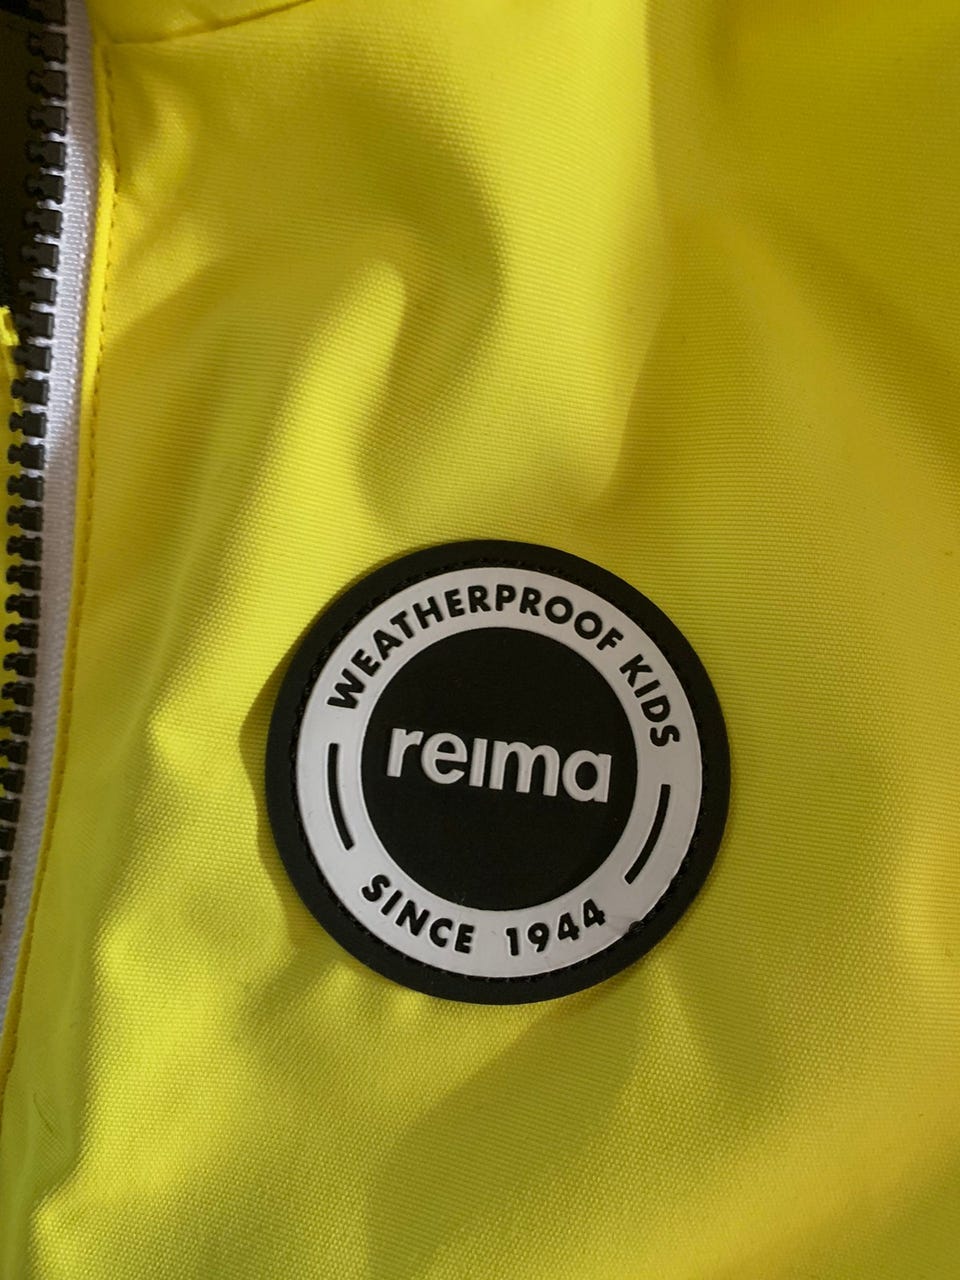 WEATHERPROOF KIDS
reima
SINCE 1944